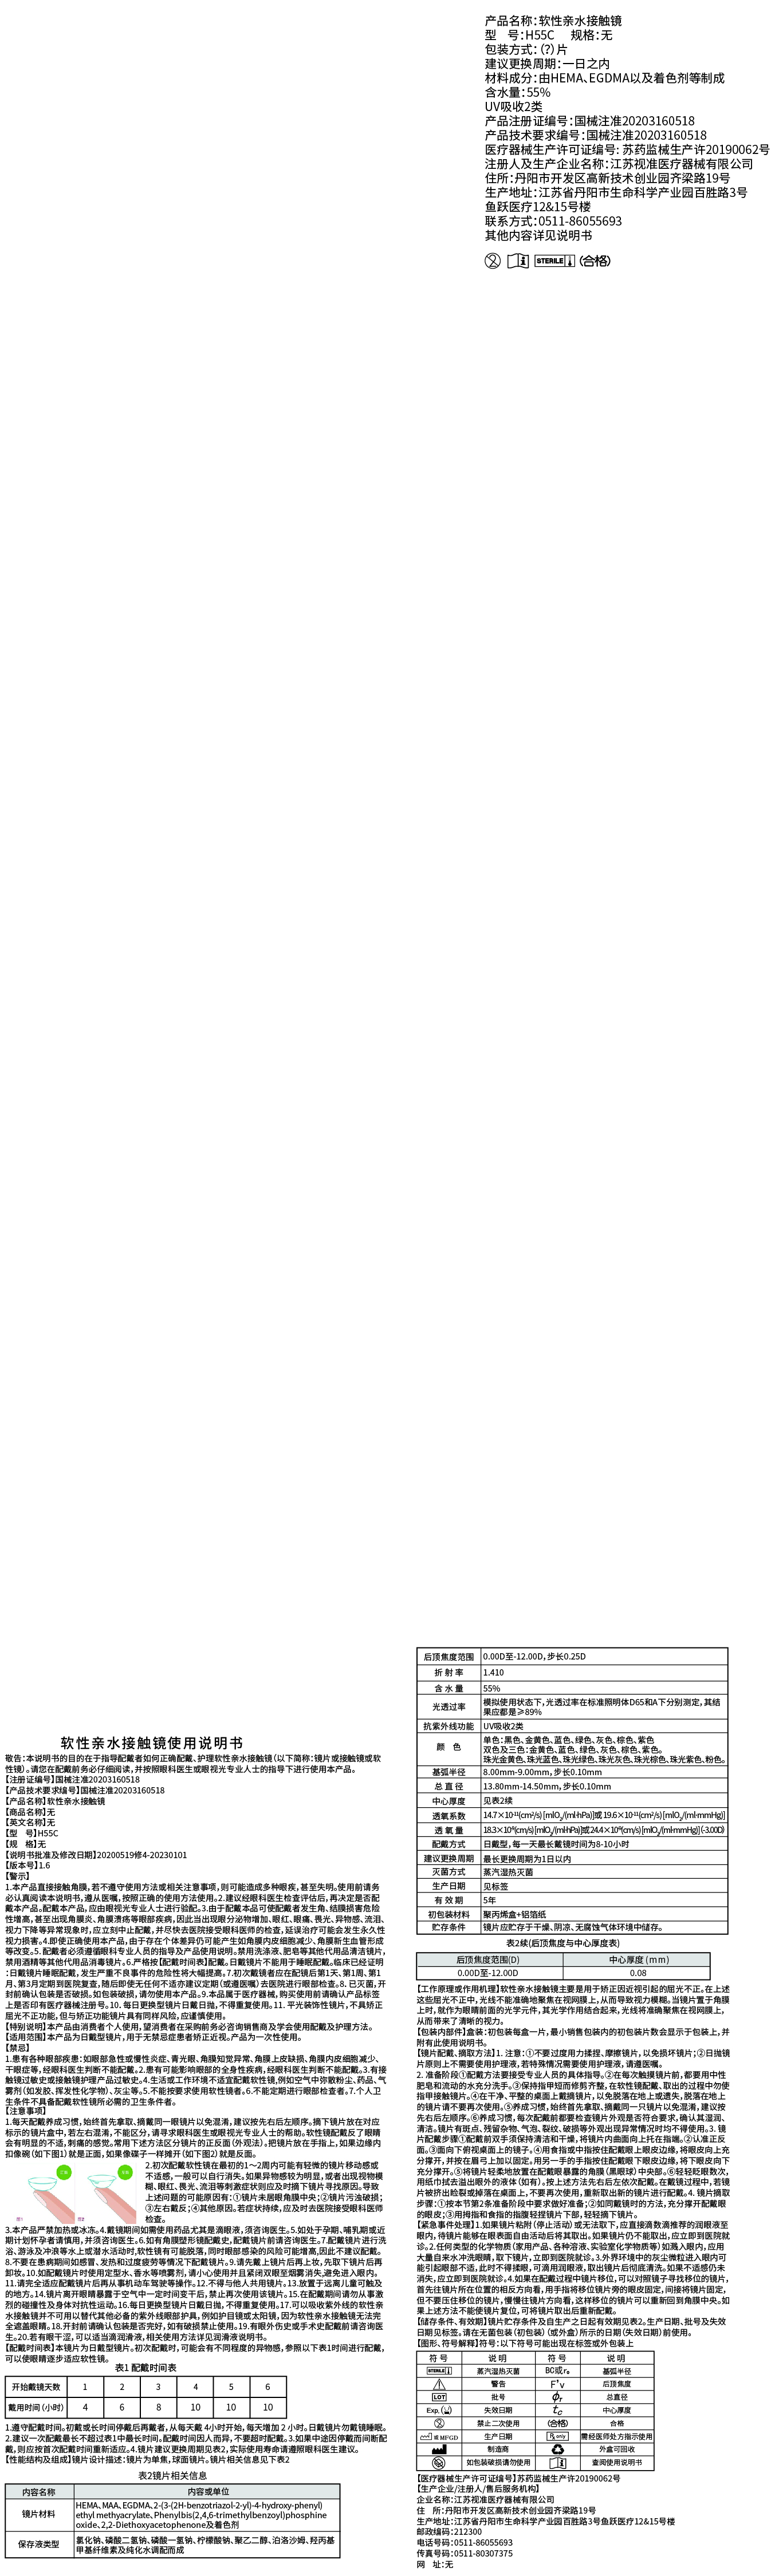 产品名称:软性亲水接触镜
型 号:H55C 规格:无
包装方式:(?)片
建议更换周期:一日之内
材料成分:由HEMA、EGDMA以及着色剂等制成
含水量:55%
UV吸收2类
产品注册证编号:国械注准20203160518
产品技术要求编号:国械注准20203160518
医疗器械生产许可证编号: 苏药监械生产许20190062号
注册人及生产企业名称:江苏视准医疗器械有限公司
住所:丹阳市开发区高新技术创业园齐梁路19号
生产地址:江苏省丹阳市生命科学产业园百胜路3号
鱼跃医疗12&15号楼
联系方式:0511-86055693
其他内容详见说明书
STERILE (合格)
软性亲水接触镜使用说明书
敬告:本说明书的目的在于指导配戴者如何正确配戴、护理软性亲水接触镜(以下简称:镜片或接触镜或软
性镜)。请您在配戴前务必仔细阅读,并按照眼科医生或眼视光专业人士的指导下进行使用本产品。
【注册证编号】国械注准20203160518
【产品技术要求编号】国械注准20203160518
【产品名称】软性亲水接触镜
【商品名称】无
【英文名称】无
【型 号】H55C
【规 格】无
【说明书批准及修改日期】20200519修4-20230101
【版本号】1.6
【警示】
1.本产品直接接触角膜,若不遵守使用方法或相关注意事项,则可能造成多种眼疾,甚至失明。使用前请务
必认真阅读本说明书,遵从医嘱,按照正确的使用方法使用。2.建议经眼科医生检查评估后,再决定是否配
戴本产品。配戴本产品,应由眼视光专业人士进行验配。3.由于配戴本品可使配戴者发生角、结膜损害危险
性增高,甚至出现角膜炎、角膜溃疡等眼部疾病,因此当出现眼分泌物增加、眼红、眼痛、畏光、异物感、流泪、
视力下降等异常现象时,应立刻中止配戴,并尽快去医院接受眼科医师的检查,延误治疗可能会发生永久性
视力损害。4.即使正确使用本产品,由于存在个体差异仍可能产生如角膜内皮细胞减少、角膜新生血管形成
等改变。5.配戴者必须遵循眼科专业人员的指导及产品使用说明。禁用洗涤液、肥皂等其他代用品清洁镜片,
禁用酒精等其他代用品消毒镜片。6.严格按【配戴时间表】配戴。日戴镜片不能用于睡眠配戴。临床已经证明
:日戴镜片睡眠配戴,发生严重不良事件的危险性将大幅提高。7.初次戴镜者应在配镜后第1天、第1周、第1
月、第3月定期到医院复查,随后即使无任何不适亦建议定期(或遵医嘱)去医院进行眼部检查。8.已灭菌,开
封前确认包装是否破损。如包装破损,请勿使用本产品。9.本品属于医疗器械,购买使用前请确认产品标签
上是否印有医疗器械注册号。10.每日更换型镜片日戴日抛,不得重复使用。11.平光装饰性镜片,不具矫正
屈光不正功能,但与矫正功能镜片具有同样风险,应谨慎使用。
【特别说明】本产品由消费者个人使用,望消费者在采购前务必咨询销售商及学会使用配戴及护理方法。
【适用范围】本产品为日戴型镜片,用于无禁忌症患者矫正近视。产品为一次性使用。
【禁忌】
1.患有各种眼部疾患:如眼部急性或慢性炎症、青光眼、角膜知觉异常、角膜上皮缺损、角膜内皮细胞减少、
干眼症等,经眼科医生判断不能配戴。2.患有可能影响眼部的全身性疾病,经眼科医生判断不能配戴。3.有接
触镜过敏史或接触镜护理产品过敏史。4.生活或工作环境不适宜配戴软性镜,例如空气中弥散粉尘、药品、气
雾剂(如发胶、挥发性化学物)、灰尘等。5.不能按要求使用软性镜者。6.不能定期进行眼部检查者。7.个人卫
生条件不具备配戴软性镜所必需的卫生条件者。
【注意事项】
1.每天配戴养成习惯,始终首先拿取、摘戴同一眼镜片以免混淆,建议按先右后左顺序。摘下镜片放在对应
标示的镜片盒中,若左右混淆,不能区分,请寻求眼科医生或眼视光专业人士的帮助。软性镜配戴反了眼睛
会有明显的不适,刺痛的感觉。常用下述方法区分镜片的正反面(外观法)。把镜片放在手指上,如果边缘内
扣像碗(如下图1)就是正面,如果像碟子一样摊开(如下图2)就是反面。
2.初次配戴软性镜在最初的1~2周内可能有轻微的镜片移动感或
不适感,一般可以自行消失。如果异物感较为明显,或者出现视物模
糊、眼红、畏光、流泪等刺激症状则应及时摘下镜片寻找原因。导致
上述问题的可能原因有:①镜片未居眼角膜中央;②镜片污浊破损;
③左右戴反;④其他原因。若症状持续,应及时去医院接受眼科医师
检查。
3.本产品严禁加热或冰冻。4.戴镜期间如需使用药品尤其是滴眼液,须咨询医生。5.如处于孕期、哺乳期或近
期计划怀孕者请慎用,并须咨询医生。6.如有角膜塑形镜配戴史,配戴镜片前请咨询医生。7.配戴镜片进行洗
浴、游泳及冲浪等水上或潜水活动时,软性镜有可能脱落,同时眼部感染的风险可能增高,因此不建议配戴。
8.不要在患病期间如感冒、发热和过度疲劳等情况下配戴镜片。9.请先戴上镜片后再上妆,先取下镜片后再
卸妆。10.如配戴镜片时使用定型水、香水等喷雾剂,请小心使用并且紧闭双眼至烟雾消失,避免进入眼内。
11.请完全适应配戴镜片后再从事机动车驾驶等操作。12.不得与他人共用镜片。13.放置于远离儿童可触及
的地方。14.镜片离开眼睛暴露于空气中一定时间变干后,禁止再次使用该镜片。15.在配戴期间请勿从事激
烈的碰撞性及身体对抗性运动。16.每日更换型镜片日戴日抛,不得重复使用。17.可以吸收紫外线的软性亲
水接触镜并不可用以替代其他必备的紫外线眼部护具,例如护目镜或太阳镜,因为软性亲水接触镜无法完
全遮盖眼睛。18.开封前请确认包装是否完好,如有破损禁止使用。19.有眼外伤史或手术史配戴前请咨询医
生。20.若有眼干涩,可以适当滴润滑液,相关使用方法详见润滑液说明书。
【配戴时间表】本镜片为日戴型镜片。初次配戴时,可能会有不同程度的异物感,参照以下表1时间进行配戴,
可以使眼睛逐步适应软性镜。
表1 配戴时间表
开始戴镜天数 1 2 3 4 5 6
戴用时间(小时) 4 6 8 10 10 10
1.遵守配戴时间。初戴或长时间停戴后再戴者,从每天戴 4小时开始,每天增加 2 小时。日戴镜片勿戴镜睡眠。
2.建议一次配戴最长不超过表1中最长时间。配戴时间因人而异,不要超时配戴。3.如果中途因停戴而间断配
戴,则应按首次配戴时间重新适应。4.镜片建议更换周期见表2,实际使用寿命请遵照眼科医生建议。
【性能结构及组成】镜片设计描述:镜片为单焦,球面镜片。镜片相关信息见下表2
表2镜片相关信息
内容名称 内容或单位
镜片材料 HEMA、MAA、EGDMA、2-(3-(2H-benzotriazol-2-yl)-4-hydroxy-phenyl)
ethyl methyacrylate、Phenylbis(2,4,6-trimethylbenzoyl)phosphine
oxide、2,2-Diethoxyacetophenone及着色剂
保存液类型 氯化钠、磷酸二氢钠、磷酸一氢钠、柠檬酸钠、聚乙二醇、泊洛沙姆、羟丙基
甲基纤维素及纯化水调配而成
后顶焦度范围 0.00D至-12.00D,步长0.25D
折射率 1.410
含水量 55%
光透过率 模拟使用状态下,光透过率在标准照明体D65和A下分别测定,其结
果应都是≥89%
抗紫外线功能 UV吸收2类
颜 色 单色:黑色、金黄色、蓝色、绿色、灰色、棕色、紫色
双色及三色:金黄色、蓝色、绿色、灰色、棕色、紫色。
珠光金黄色、珠光蓝色、珠光绿色、珠光灰色、珠光棕色、珠光紫色、粉色。
基弧半径 8.00mm-9.00mm,步长0.10mm
总直径 13.80mm-14.50mm,步长0.10mm
中心厚度 见表2续
透氧系数 14.7×10⁻¹¹(cm²/s) [mlO₂/(ml·hPa)]或 19.6×10⁻¹¹(cm²/s) [mlO₂/(ml·mmHg)]
透氧量 18.3×10⁻⁹(cm/s) [mlO₂/(ml·hPa)]或24.4×10⁻⁹(cm/s) [mlO₂/(ml·mmHg)] (-3.00D)
配戴方式 日戴型,每一天最长戴镜时间为8-10小时
建议更换周期 最长更换周期为1日以内
灭菌方式 蒸汽湿热灭菌
生产日期 见标签
有效期 5年
初包装材料 聚丙烯盒+铝箔纸
贮存条件 镜片应贮存于干燥、阴凉、无腐蚀气体环境中储存。
表2续(后顶焦度与中心厚度表)
后顶焦度范围(D) 中心厚度 (mm)
0.00D至-12.00D 0.08
【工作原理或作用机理】软性亲水接触镜主要是用于矫正因近视引起的屈光不正。在上述
这些屈光不正中,光线不能准确地聚焦在视网膜上,从而导致视力模糊。当镜片置于角膜
上时,就作为眼睛前面的光学元件,其光学作用结合起来,光线将准确聚焦在视网膜上,
从而带来了清晰的视力。
【包装内部件】盒装:初包装每盒一片,最小销售包装内的初包装片数会显示于包装上,并
附有此使用说明书。
【镜片配戴、摘取方法】1.注意:①不要过度用力揉捏、摩擦镜片,以免损坏镜片;②日抛镜
片原则上不需要使用护理液,若特殊情况需要使用护理液,请遵医嘱。
2.准备阶段①配戴方法要接受专业人员的具体指导。②在每次触摸镜片前,都要用中性
肥皂和流动的水充分洗手。③保持指甲短而修剪齐整,在软性镜配戴、取出的过程中勿使
指甲接触镜片。④在干净、平整的桌面上戴摘镜片,以免脱落在地上或遗失,脱落在地上
的镜片请不要再次使用。⑤养成习惯,始终首先拿取、摘戴同一只镜片以免混淆,建议按
先右后左顺序。⑥养成习惯,每次配戴前都要检查镜片外观是否符合要求,确认其湿润、
清洁。镜片有斑点、残留杂物、气泡、裂纹、破损等外观出现异常情况时均不得使用。3.镜
片配戴步骤①配戴前双手须保持清洁和干燥,将镜片内曲面向上托在指端。②认准正反
面。③面向下俯视桌面上的镜子。④用食指或中指按住配戴眼上眼皮边缘,将眼皮向上充
分撑开,并按在眉弓上加以固定。用另一手的手指按住配戴眼下眼皮边缘,将下眼皮向下
充分撑开。⑤将镜片轻柔地放置在配戴眼暴露的角膜(黑眼球)中央部。⑥轻轻眨眼数次,
用纸巾拭去溢出眼外的液体(如有)。按上述方法先右后左依次配戴。在戴镜过程中,若镜
片被挤出睑裂或掉落在桌面上,不要再次使用,重新取出新的镜片进行配戴。4.镜片摘取
步骤:①按本节第2条准备阶段中要求做好准备;②如同戴镜时的方法,充分撑开配戴眼
的眼皮;③用拇指和食指的指腹轻捏镜片下部,轻轻摘下镜片。
【紧急事件处理】1.如果镜片粘附(停止活动)或无法取下,应直接滴数滴推荐的润眼液至
眼内,待镜片能够在眼表面自由活动后将其取出。如果镜片仍不能取出,应立即到医院就
诊。2.任何类型的化学物质(家用产品、各种溶液、实验室化学物质等)如溅入眼内,应用
大量自来水冲洗眼睛,取下镜片,立即到医院就诊。3.外界环境中的灰尘微粒进入眼内可
能引起眼部不适,此时不得揉眼,可滴用润眼液,取出镜片后彻底清洗。如果不适感仍未
消失,应立即到医院就诊。4.如果在配戴过程中镜片移位,可以对照镜子寻找移位的镜片,
首先往镜片所在位置的相反方向看,用手指将移位镜片旁的眼皮固定,间接将镜片固定,
但不要压住移位的镜片,慢慢往镜片方向看,这样移位的镜片可以重新回到角膜中央。如
果上述方法不能使镜片复位,可将镜片取出后重新配戴。
【储存条件、有效期】镜片贮存条件及自生产之日起有效期见表2。生产日期、批号及失效
日期见标签。请在无菌包装(初包装)(或外盒)所示的日期(失效日期)前使用。
【图形、符号解释】符号:以下符号可能出现在标签或外包装上
符 号 说 明 符 号 说 明
STERILE 蒸汽湿热灭菌 BC或r₀ 基弧半径
警告 F'v 后顶焦度
LOT 批号 ϕT 总直径
Exp. 失效日期 tC 中心厚度
禁止二次使用 (合格) 合格
或 MFGD 生产日期 Rx only 需经医师处方指示使用
制造商 外盒可回收
如包装破损请勿使用 查阅使用说明书
【医疗器械生产许可证编号】苏药监械生产许20190062号
【生产企业/注册人/售后服务机构】
企业名称:江苏视准医疗器械有限公司
住 所:丹阳市开发区高新技术创业园齐梁路19号
生产地址:江苏省丹阳市生命科学产业园百胜路3号鱼跃医疗12&15号楼
邮政编码:212300
电话号码:0511-86055693
传真号码:0511-80307375
网 址:无